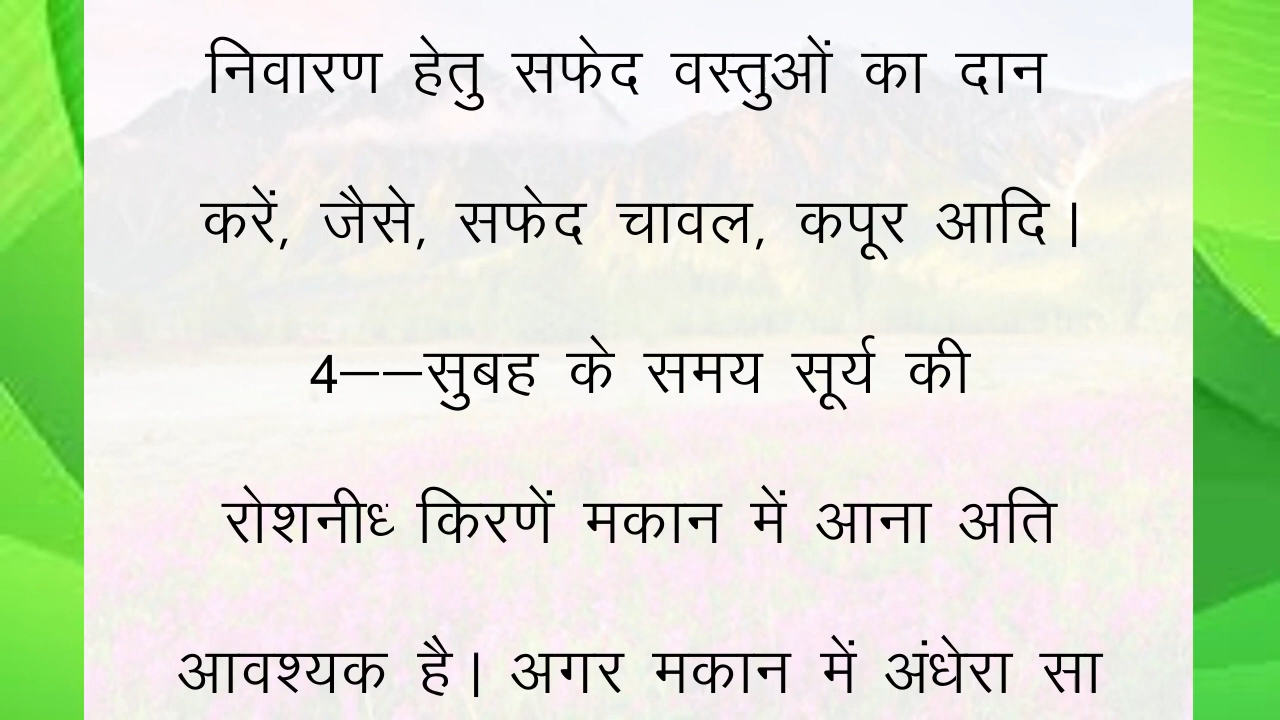 निवारण हेतु सफेद वस्तुओं का दान
करें, जैसे, सफेद चावल, कपूर आदि।
4——सुबह के समय सूर्य की
रोशनीध् किरणें मकान में आना अति
आवश्यक है। अगर मकान में अंधेरा सा